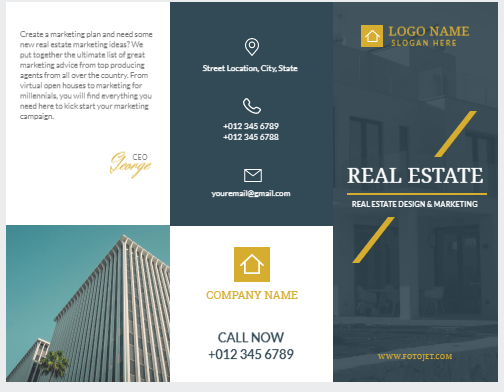 Create a marketing plan and need some
new real estate marketing ideas? We
put together the ultimate list of great
marketing advice from top producing
agents from all over the country. From
virtual open houses to marketing for
millennials, you will find everything you
need here to kick start your marketing
campaign.
CEO
George
Street Location, City, State
+012 345 6789
+012 345 6788
youremail@gmail.com
COMPANY NAME
CALL NOW
+012 345 6789
LOGO NAME
SLOGAN HERE
REAL ESTATE
REAL ESTATE DESIGN & MARKETING
WWW.FOTOJET.COM